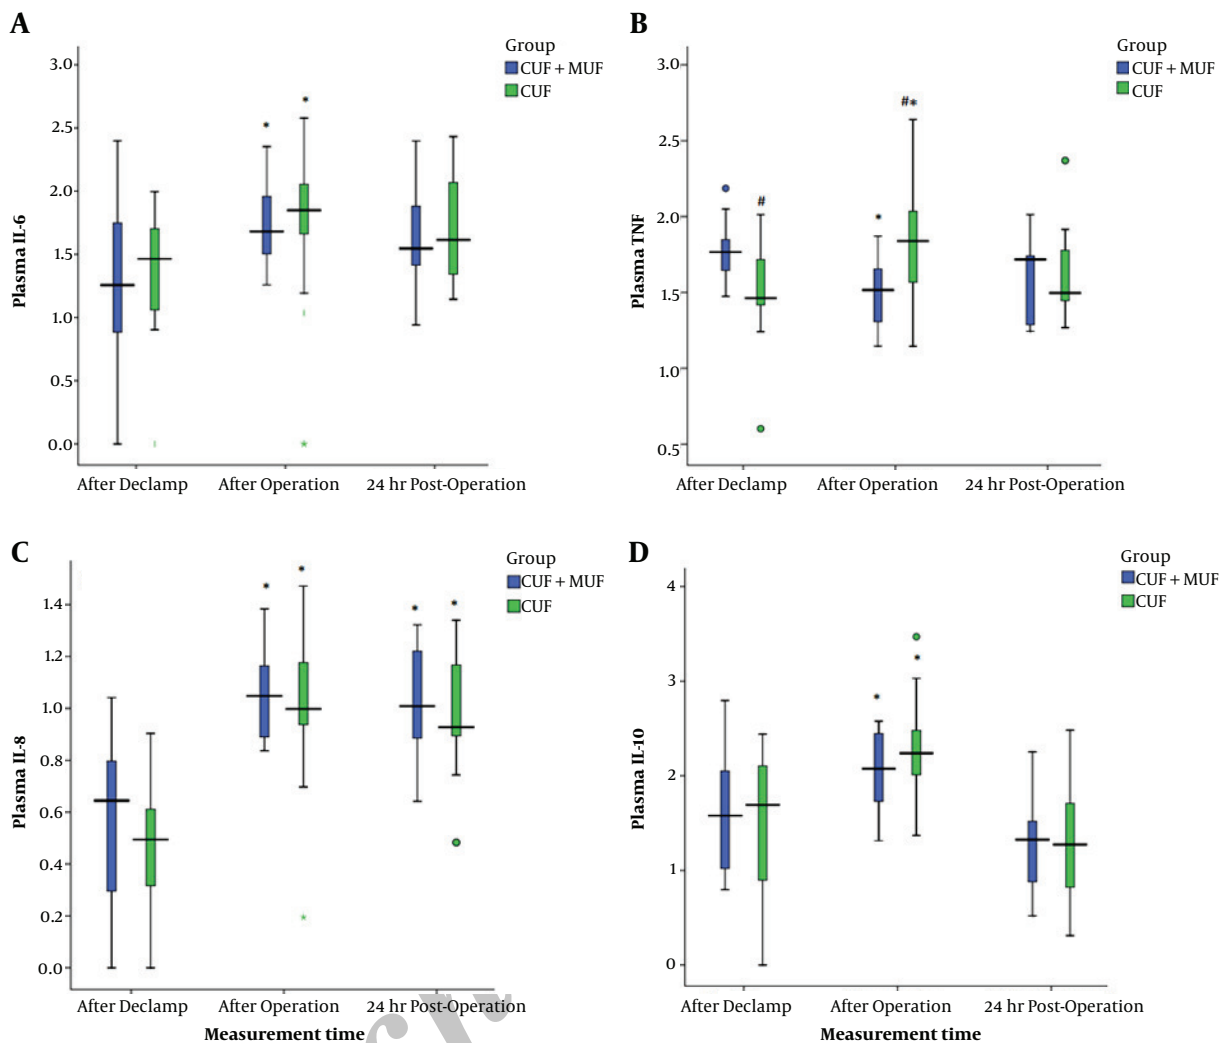 A
Group
CUF + MUF
CUF
3.0
2.5
2.0
1.5
1.0
0.5
0.0
Plasma IL-6
* *
After Declamp After Operation 24 hr Post-Operation
B
Group
CUF + MUF
CUF
3.0
2.5
2.0
1.5
1.0
0.5
Plasma TNF
# * #*
After Declamp After Operation 24 hr Post-Operation
C
Group
CUF + MUF
CUF
1.4
1.2
1.0
0.8
0.6
0.4
0.2
0.0
Plasma IL-8
* * * *
After Declamp After Operation 24 hr Post-Operation
Measurement time
D
Group
CUF + MUF
CUF
4
3
2
1
0
Plasma IL-10
* *
After Declamp After Operation 24 hr Post-Operation
Measurement time